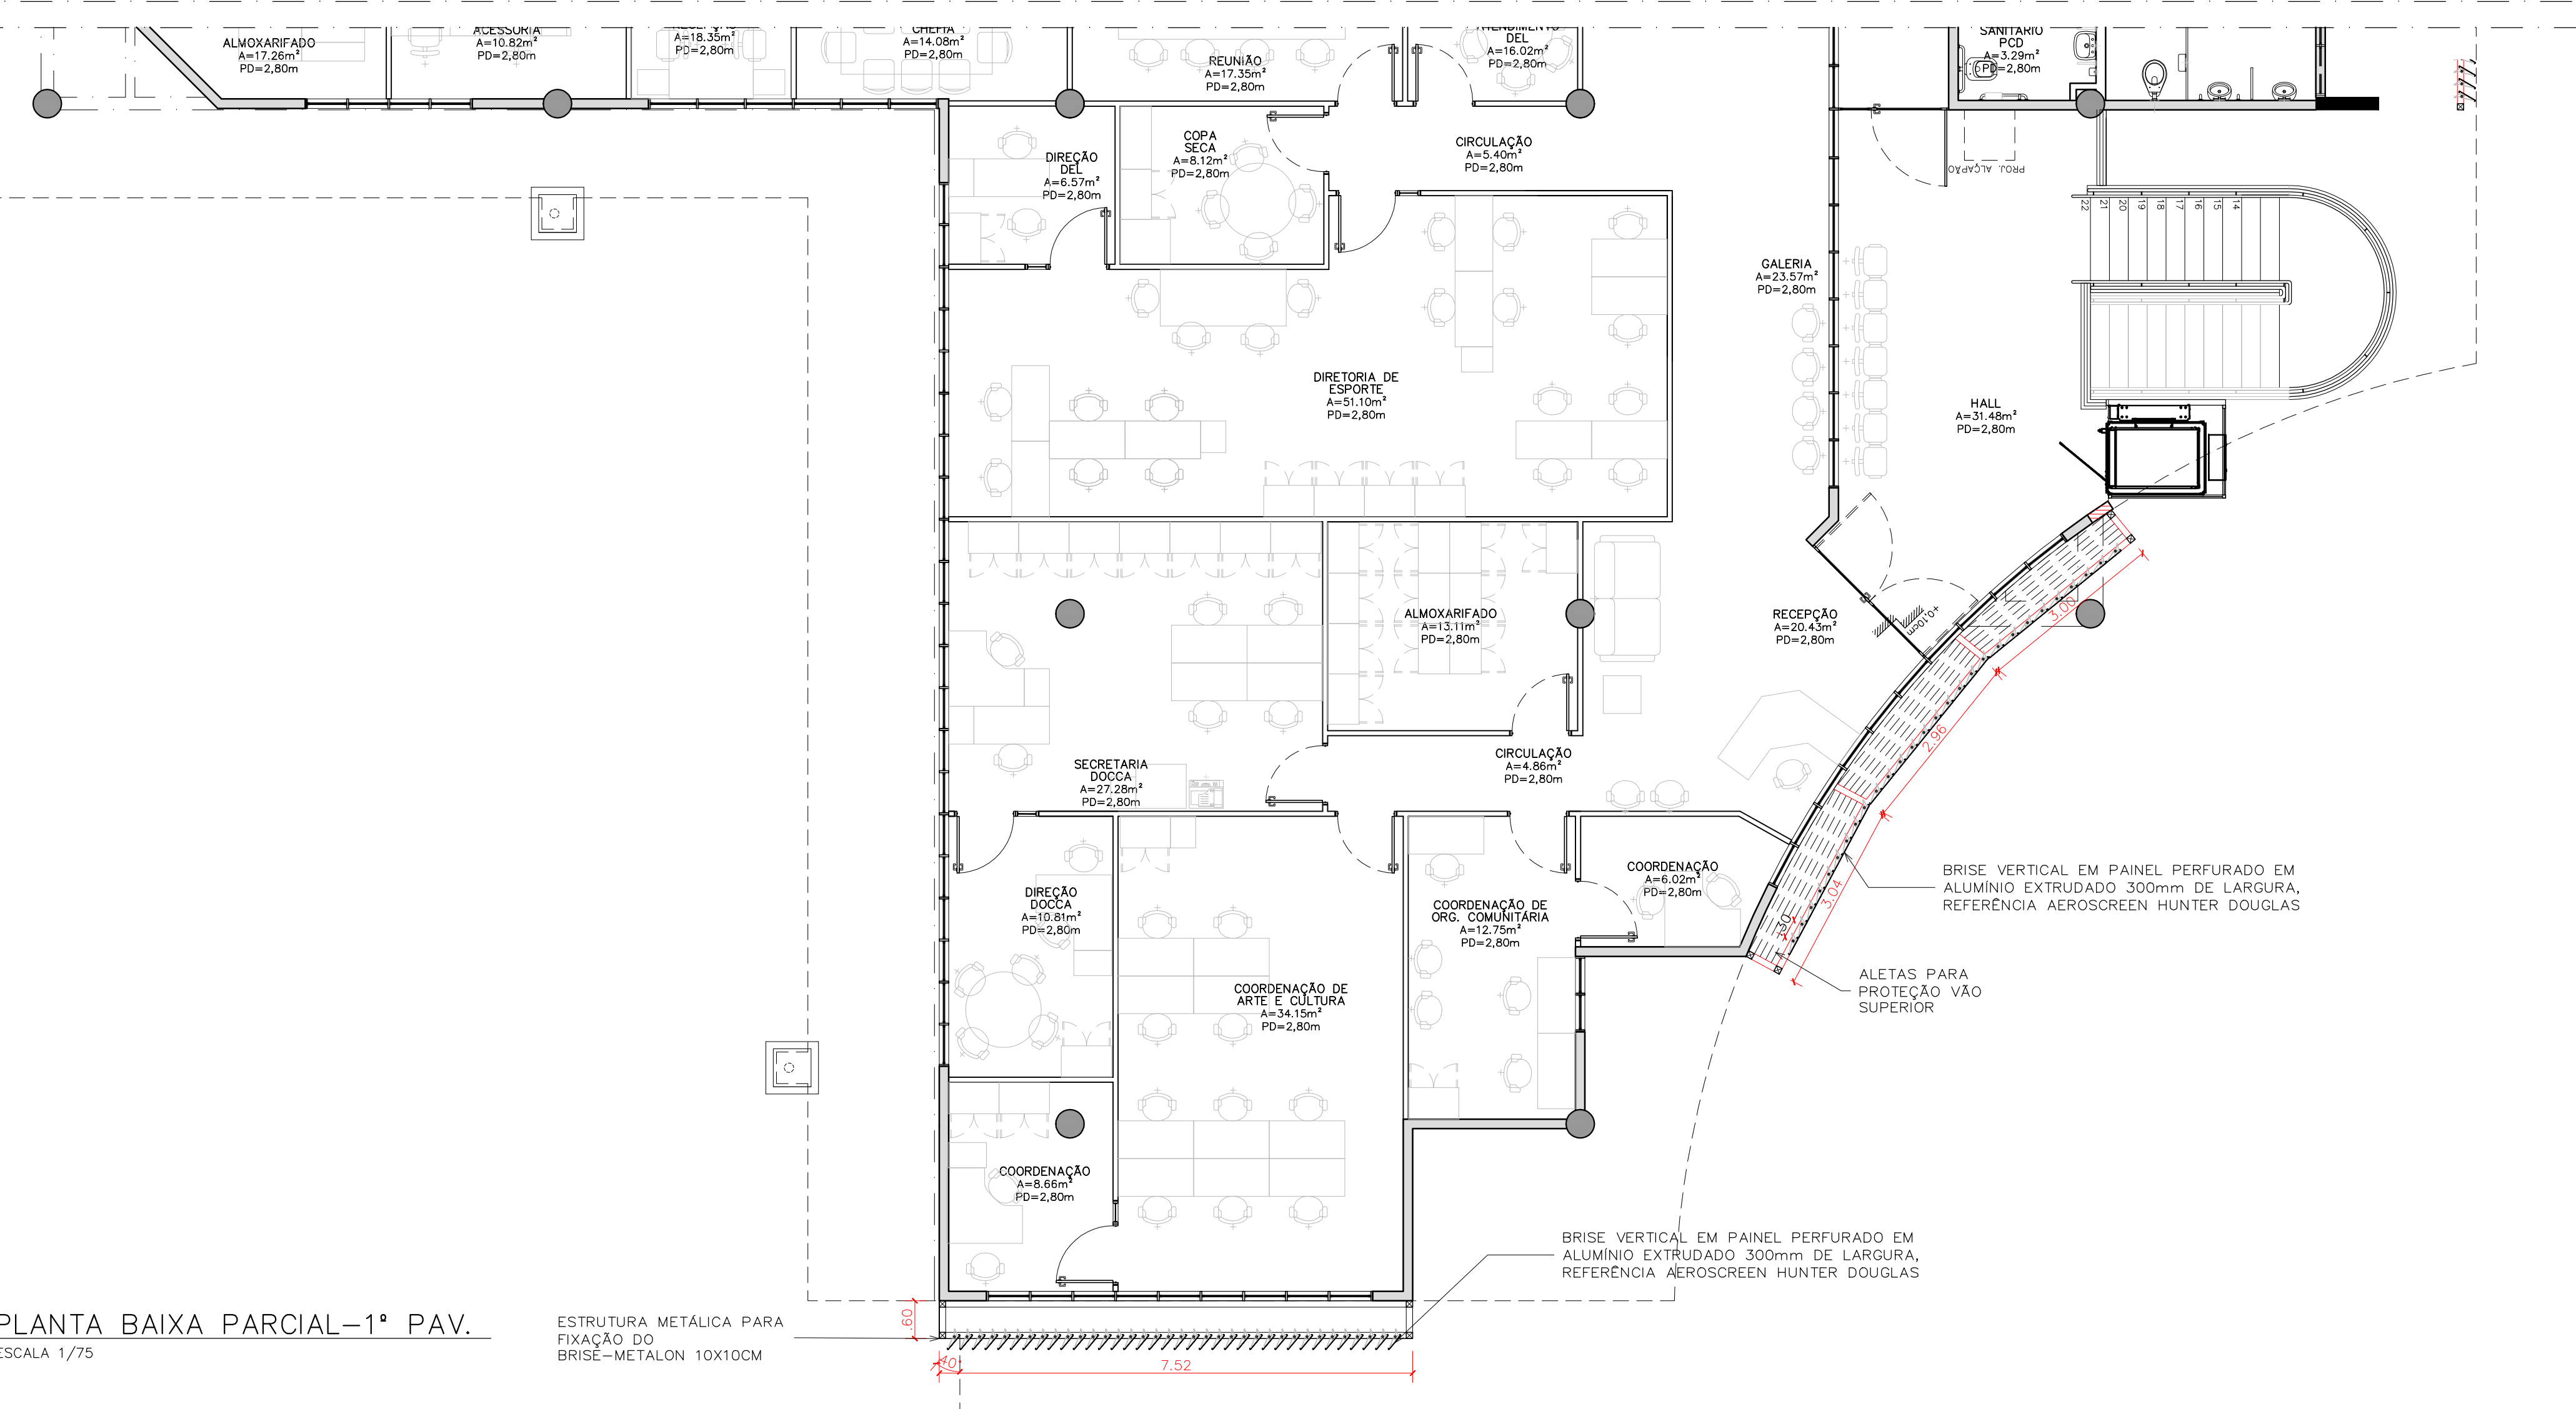 ALMOXARIFADO
A=17.26m²
PD=2,80m
ACESSORIA
A=10.82m²
PD=2,80m
A=18.35m²
PD=2,80m
CHEFIA
A=14.08m²
PD=2,80m
REUNIÃO
A=17.35m²
PD=2,80m
ATENDIMENTO
DEL
A=16.02m²
PD=2,80m
SANITÁRIO
PCD
A=3.29m²
PD=2,80m
DIREÇÃO
DEL
A=6.57m²
PD=2,80m
COPA
SECA
A=8.12m²
PD=2,80m
CIRCULAÇÃO
A=5.40m²
PD=2,80m
PROJ. ALÇAPÃO
22
21
20
19
18
17
16
15
14
GALERIA
A=23.57m²
PD=2,80m
DIRETORIA DE
ESPORTE
A=51.10m²
PD=2,80m
HALL
A=31.48m²
PD=2,80m
ALMOXARIFADO
A=13.11m²
PD=2,80m
RECEPÇÃO
A=20.43m²
PD=2,80m
+0.10cm
3.00
2.96
3.04
.50
SECRETARIA
DOCCA
A=27.28m²
PD=2,80m
CIRCULAÇÃO
A=4.86m²
PD=2,80m
DIREÇÃO
DOCCA
A=10.81m²
PD=2,80m
COORDENAÇÃO DE
ORG. COMUNITÁRIA
A=12.75m²
PD=2,80m
COORDENAÇÃO
A=6.02m²
PD=2,80m
BRISE VERTICAL EM PAINEL PERFURADO EM
ALUMÍNIO EXTRUDADO 300mm DE LARGURA,
REFERÊNCIA AEROSCREEN HUNTER DOUGLAS
ALETAS PARA
PROTEÇÃO VÃO
SUPERIOR
COORDENAÇÃO DE
ARTE E CULTURA
A=34.15m²
PD=2,80m
COORDENAÇÃO
A=8.66m²
PD=2,80m
BRISE VERTICAL EM PAINEL PERFURADO EM
ALUMÍNIO EXTRUDADO 300mm DE LARGURA,
REFERÊNCIA AEROSCREEN HUNTER DOUGLAS
PLANTA BAIXA PARCIAL-1º PAV.
ESCALA 1/75
ESTRUTURA METÁLICA PARA
FIXAÇÃO DO
BRISE-METALON 10X10CM
.60
.40
7.52